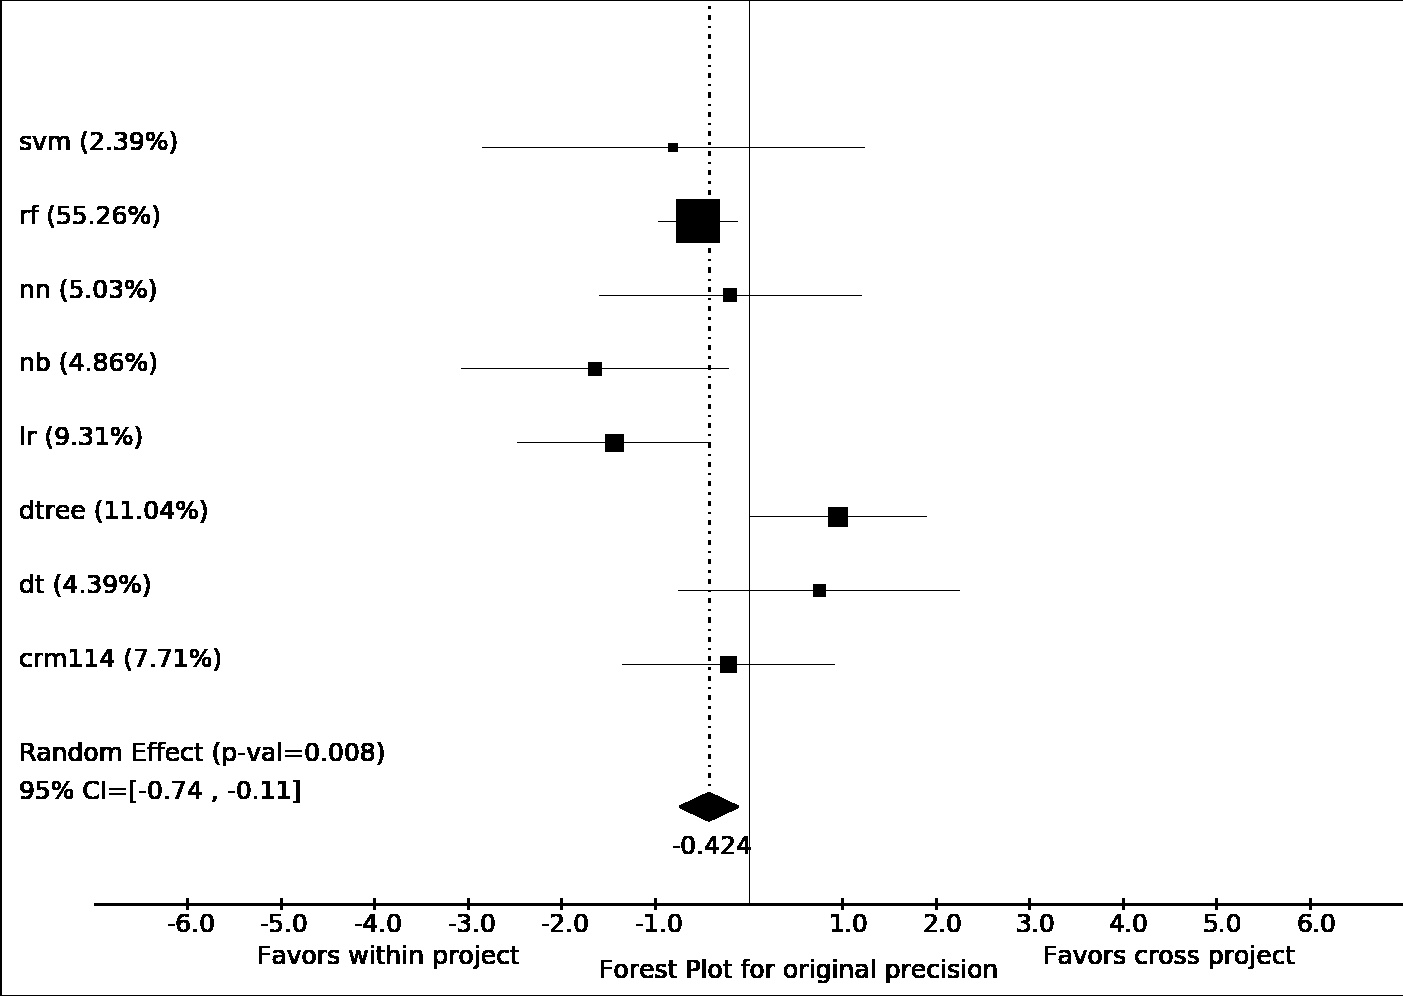 svm (2.39%)
rf (55.26%)
nn (5.03%)
nb (4.86%)
lr (9.31%)
dtree (11.04%)
dt (4.39%)
crm114 (7.71%)
Random Effect (p-val=0.008)
95% CI=[-0.74 , -0.11]
-0.424
-6.0 -5.0 -4.0 -3.0 -2.0 -1.0 1.0 2.0 3.0 4.0 5.0 6.0
Favors within project Favors cross project
Forest Plot for original precision